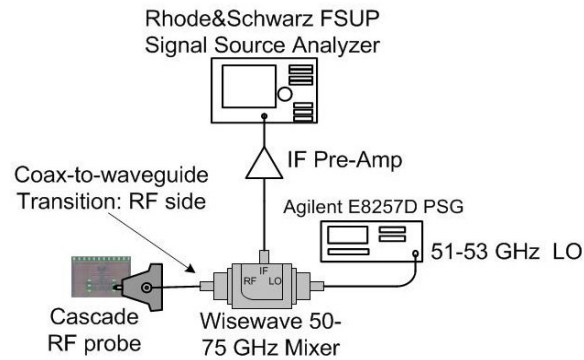 Rhode&Schwarz FSUP
Signal Source Analyzer
IF Pre-Amp
Coax-to-waveguide
Transition: RF side
Agilent E8257D PSG
51-53 GHz LO
IF
RF LO
Cascade
RF probe
Wisewave 50-
75 GHz Mixer